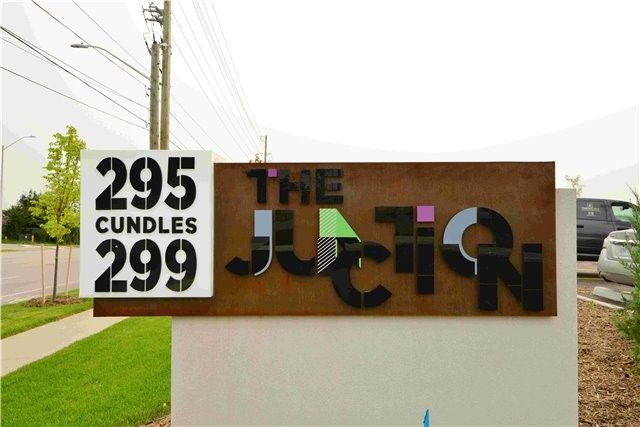 295
CUNDLES
299
THE
JUNCTION